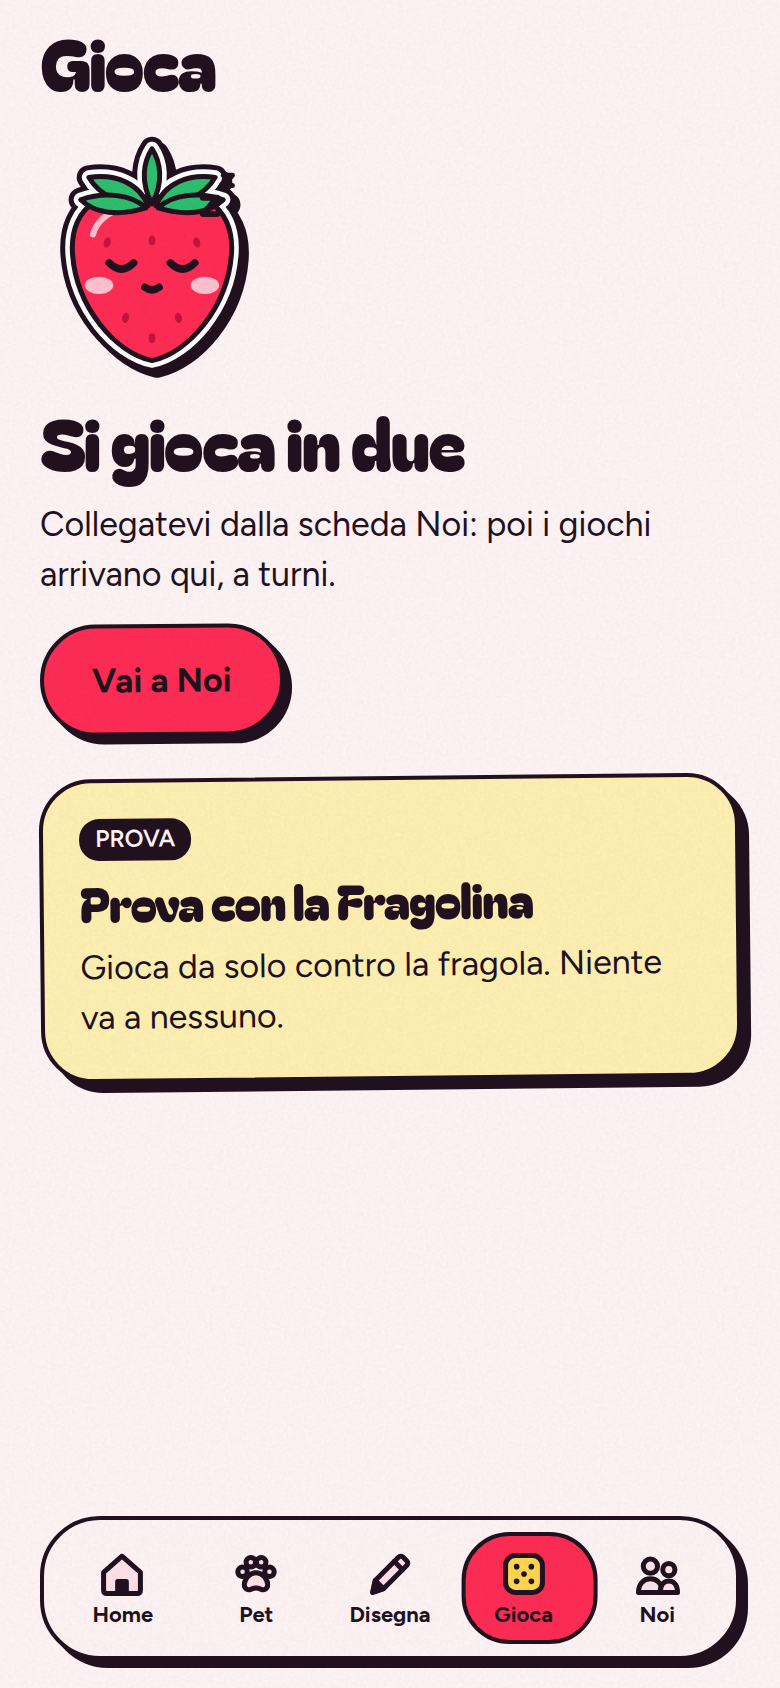 Gioca
Si gioca in due
Collegatevi dalla scheda Noi: poi i giochi
arrivano qui, a turni.
Vai a Noi
PROVA
Prova con la Fragolina
Gioca da solo contro la fragola. Niente
va a nessuno.
Home
Pet
Disegna
Gioca
Noi